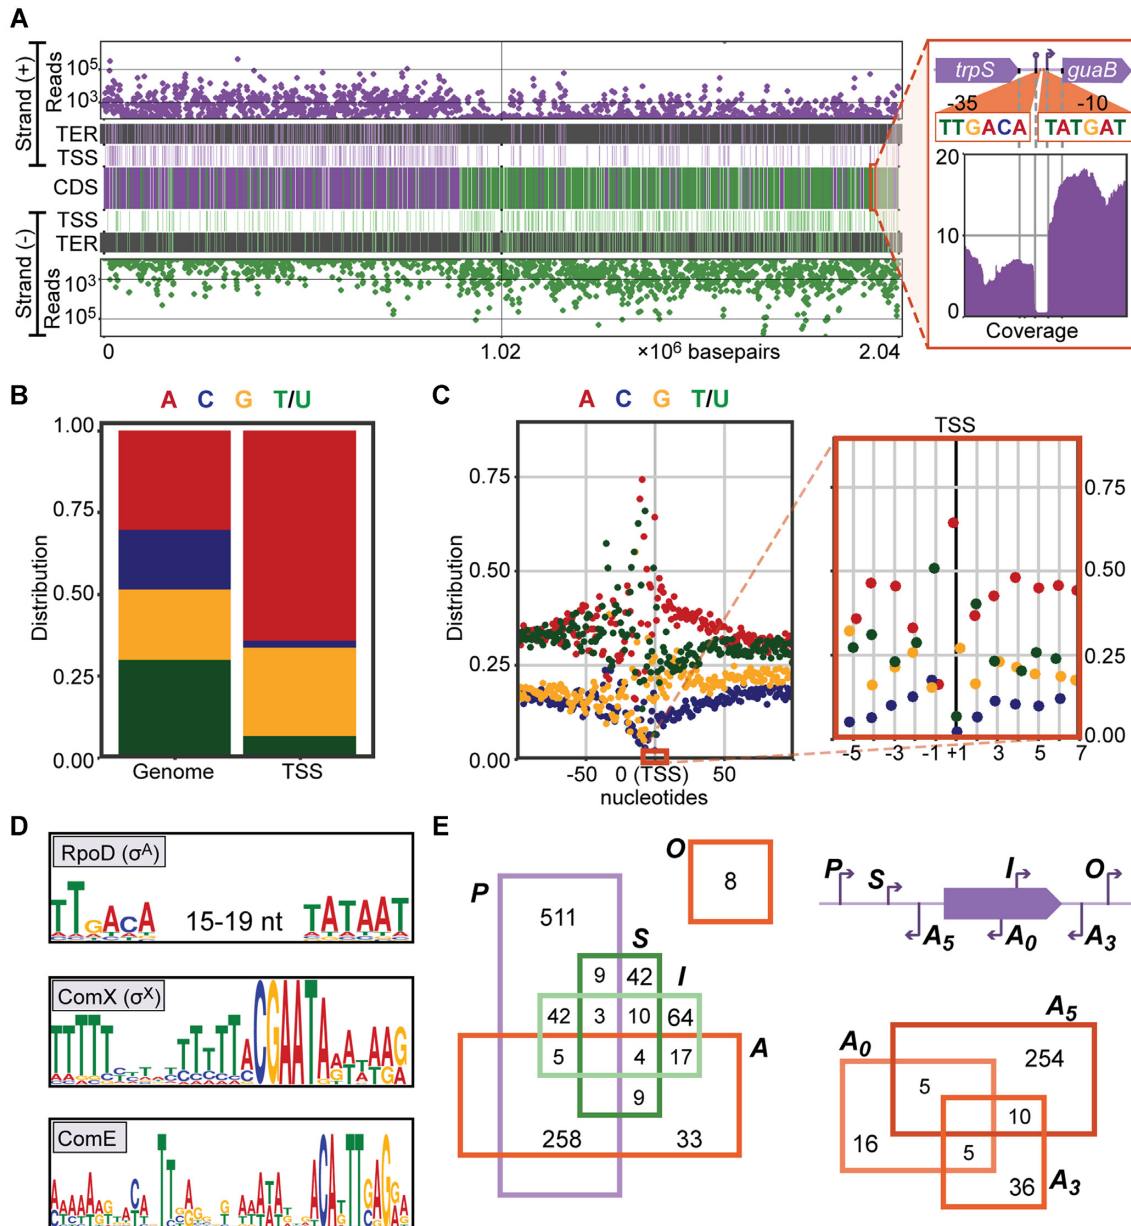 A
Strand (+)
Reads
10⁵
10³
TER
TSS
CDS
TSS
TER
Strand (-)
Reads
10³
10⁵
0
1.02
×10⁶ basepairs
2.04
trpS
guaB
-35
-10
TTGACA
TATGAT
20
10
0
Coverage
B
A C G T/U
Distribution
1.00
0.75
0.50
0.25
0.00
Genome
TSS
C
A C G T/U
Distribution
0.75
0.50
0.25
0.00
-50
0 (TSS)
50
nucleotides
TSS
0.75
0.50
0.25
0.00
-5
-3
-1
+1
3
5
7
D
RpoD (σᴬ)
TTGACA
15-19 nt
TATAAT
ComX (σˣ)
ComE
E
P
511
O
8
S
9
42
I
42
3
10
64
A
5
4
17
9
258
33
P
S
I
O
A₅
A₀
A₃
A₅
A₀
254
5
10
16
5
36
A₃